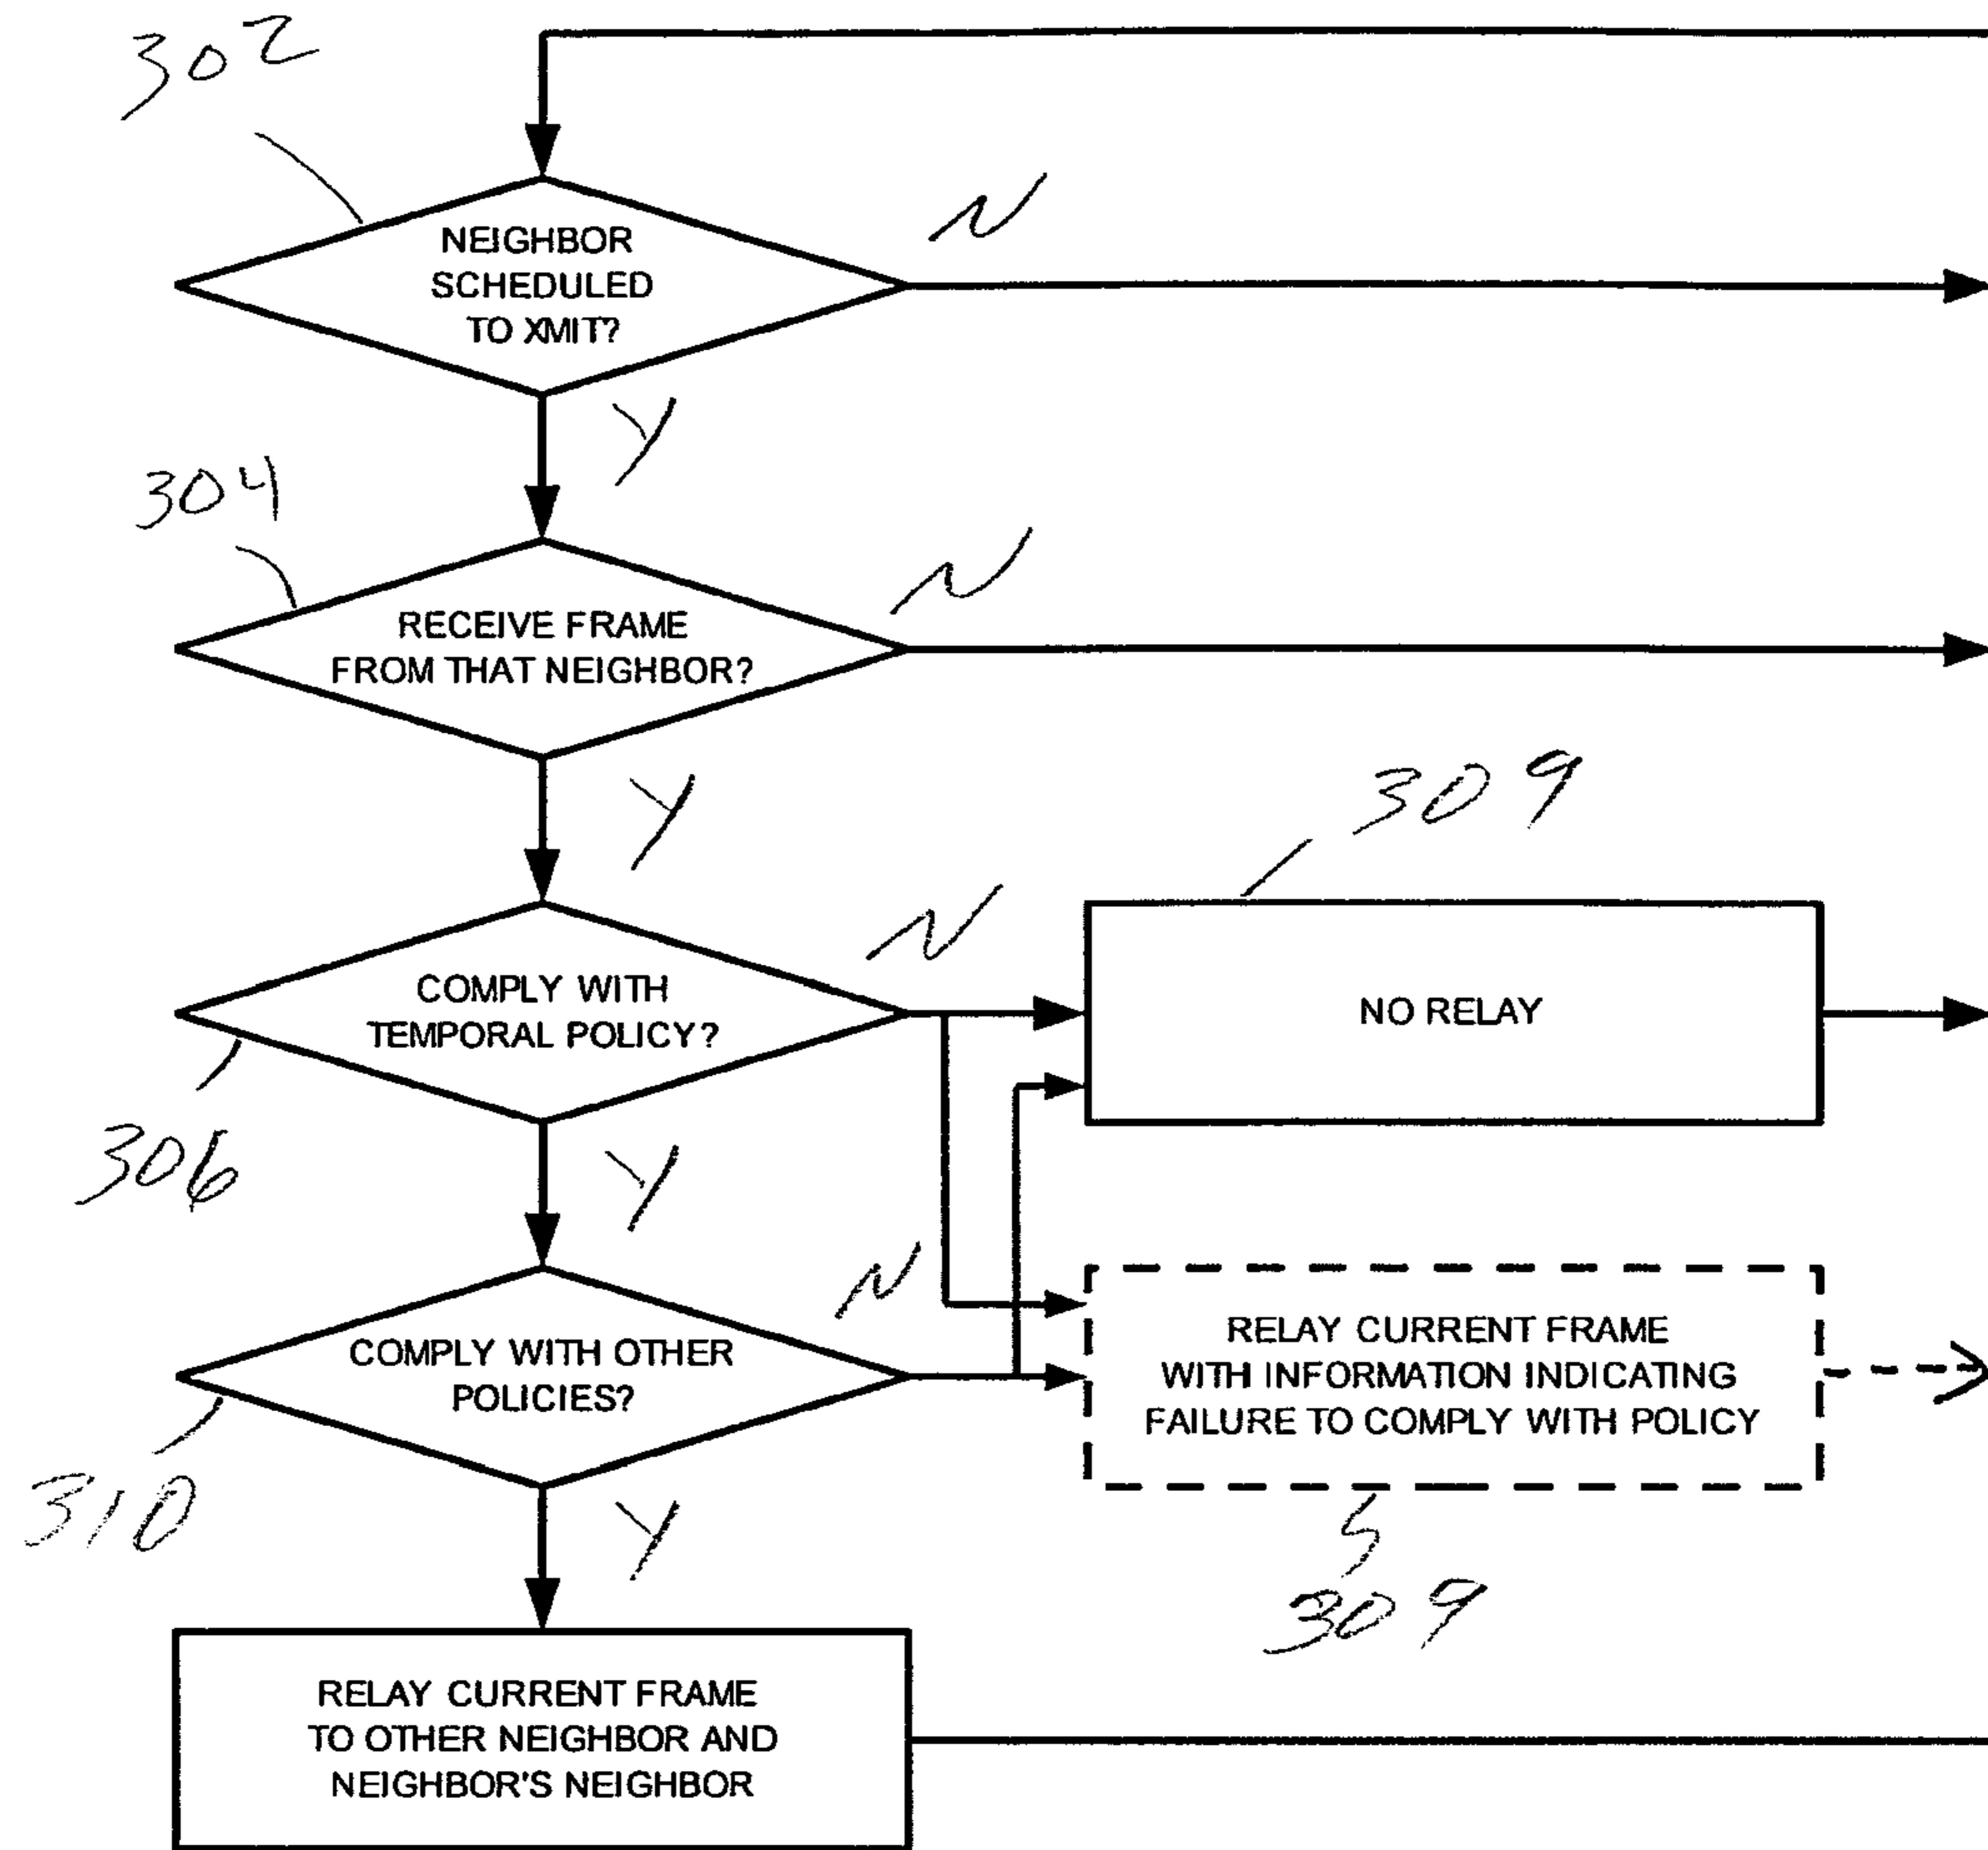 302
NEIGHBOR
SCHEDULED
TO XMIT?
N
Y
304
RECEIVE FRAME
FROM THAT NEIGHBOR?
N
Y
309
COMPLY WITH
TEMPORAL POLICY?
N
NO RELAY
306
Y
COMPLY WITH OTHER
POLICIES?
N
RELAY CURRENT FRAME
WITH INFORMATION INDICATING
FAILURE TO COMPLY WITH POLICY
310
Y
309
RELAY CURRENT FRAME
TO OTHER NEIGHBOR AND
NEIGHBOR'S NEIGHBOR